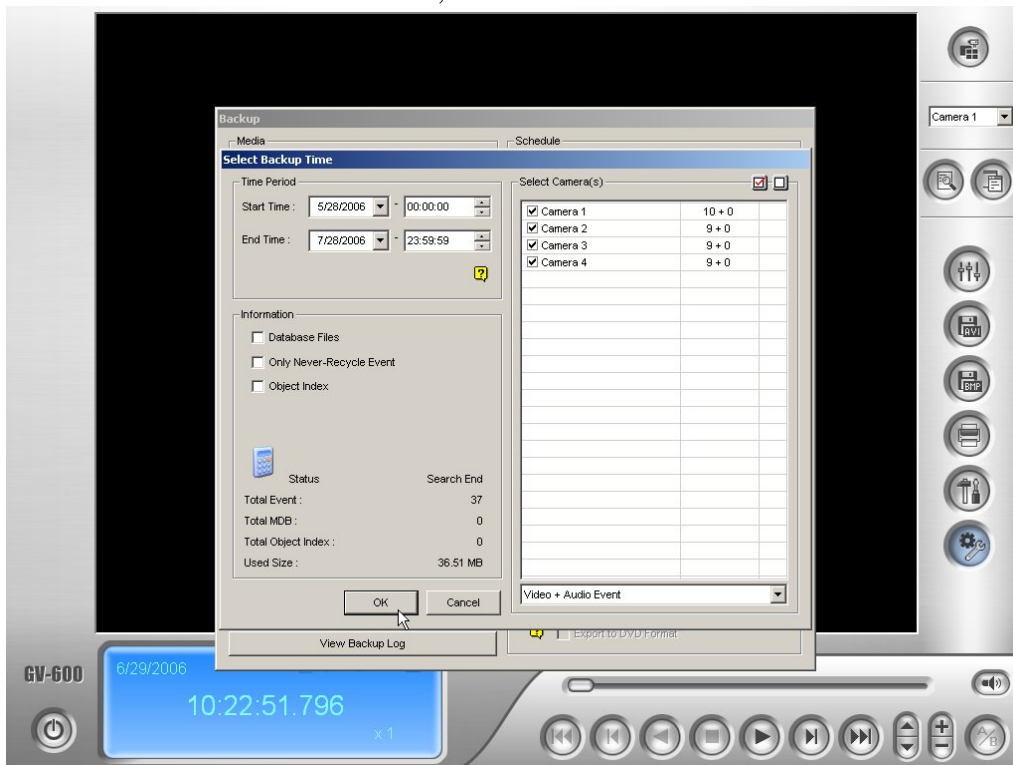 Camera 1
Backup
Media
Schedule
Select Backup Time
Time Period
Start Time :
5/28/2006
-
00:00:00
End Time :
7/28/2006
-
23:59:59
Select Camera(s)
Camera 1 10 + 0
Camera 2 9 + 0
Camera 3 9 + 0
Camera 4 9 + 0
Information
Database Files
Only Never-Recycle Event
Object Index
Status Search End
Total Event : 37
Total MDB : 0
Total Object Index : 0
Used Size : 36.51 MB
Video + Audio Event
OK
Cancel
View Backup Log
Export to DVD Format
AVI
BMP
GV-600
6/29/2006
10:22:51.796
x 1
A/B